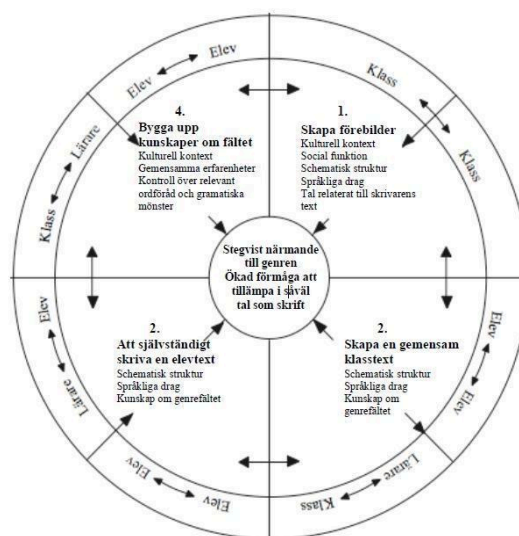 Elev
Elev
Klass
Klass
Lärare
Klass
4.
Bygga upp
kunskaper om fältet
Kulturell kontext
Gemensamma erfarenheter
Kontroll över relevant
ordföråd och gramatiska
mönster
1.
Skapa förebilder
Kulturell kontext
Social funktion
Schematisk struktur
Språkliga drag
Tal relaterat till skrivarens
text
Stegvist närmande
till genren
Ökad förmåga att
tillämpa i såväl
tal som skrift
2.
Att självständigt
skriva en elevtext
Schematisk struktur
Språkliga drag
Kunskap om genrefältet
2.
Skapa en gemensam
klasstext
Schematisk struktur
Språkliga drag
Kunskap om
genrefältet
Elev
Lärare
Elev
Elev
Elev
Elev
Lärare
Klass